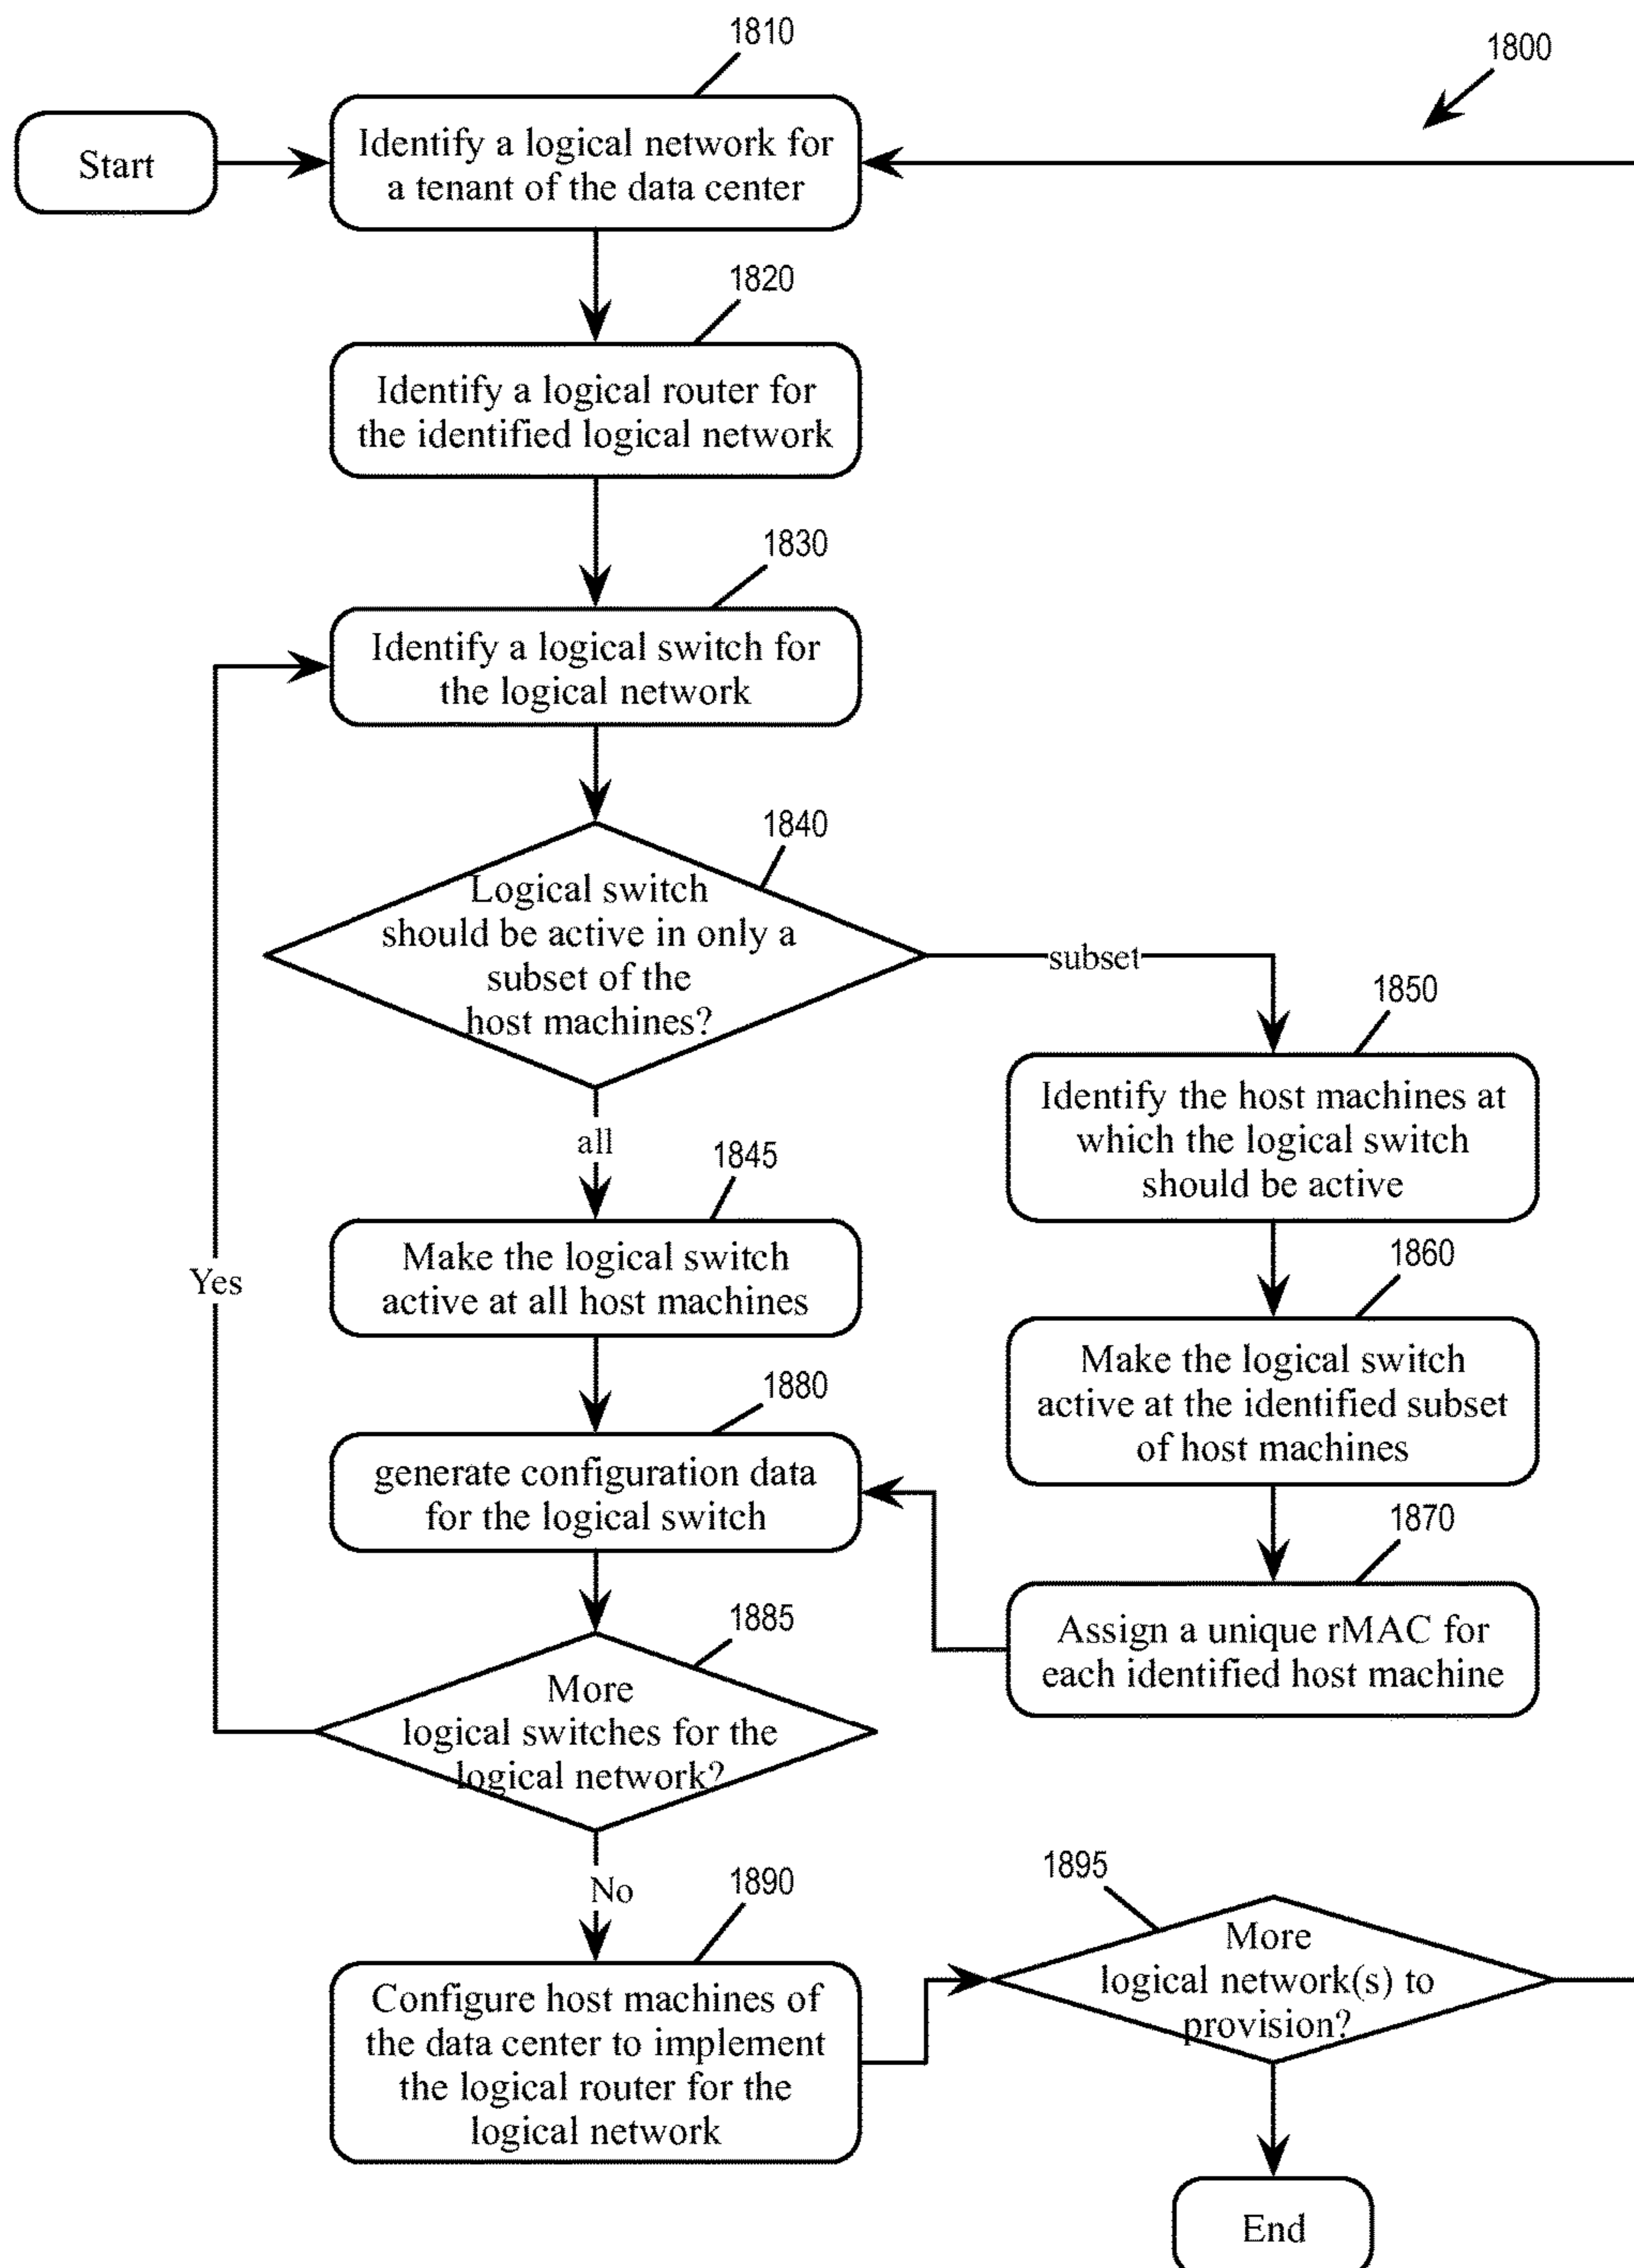 1810
1800
Start
Identify a logical network for
a tenant of the data center
1820
Identify a logical router for
the identified logical network
1830
Identify a logical switch for
the logical network
1840
Logical switch
should be active in only a
subset of the
host machines?
subset
all
1850
Identify the host machines at
which the logical switch
should be active
1845
Make the logical switch
active at all host machines
1860
Make the logical switch
active at the identified subset
of host machines
Yes
1880
generate configuration data
for the logical switch
1870
Assign a unique rMAC for
each identified host machine
1885
More
logical switches for the
logical network?
No
1890
Configure host machines of
the data center to implement
the logical router for the
logical network
1895
More
logical network(s) to
provision?
End